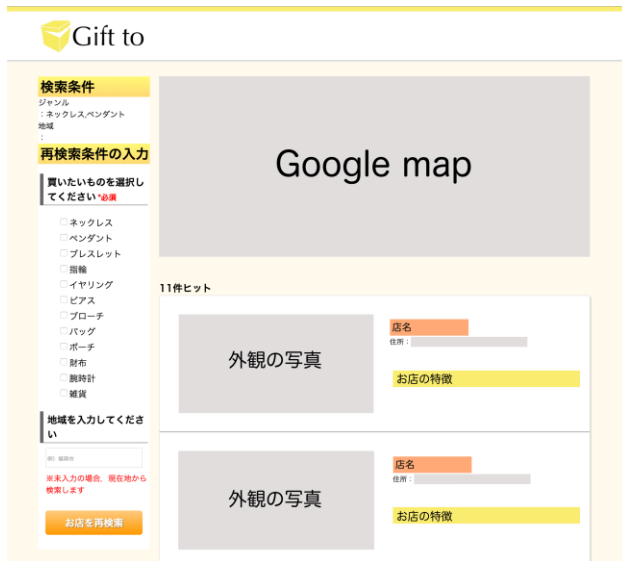 Gift to
検索条件
ジャンル
：ネックレス,ペンダント
地域
：
再検索条件の入力
買いたいものを選択し
てください *必須
ネックレス
ペンダント
ブレスレット
指輪
イヤリング
ピアス
ブローチ
バッグ
ポーチ
財布
腕時計
雑貨
地域を入力してくださ
い
例）福岡市
※未入力の場合，現在地から
検索します
お店を再検索
Google map
11件ヒット
外観の写真
店名
住所：
お店の特徴
外観の写真
店名
住所：
お店の特徴